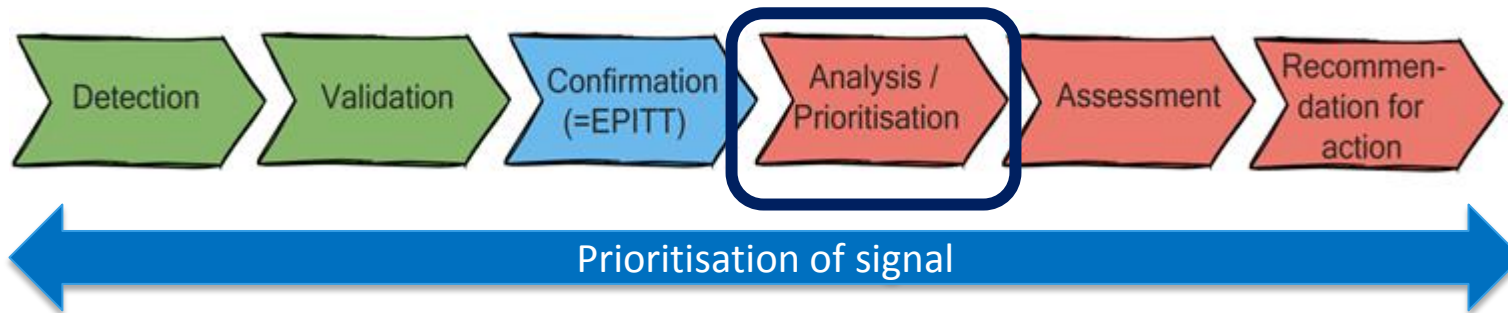 Detection
Validation
Confirmation
(=EPITT)
Analysis /
Prioritisation
Assessment
Recommen-
dation for
action
Prioritisation of signal